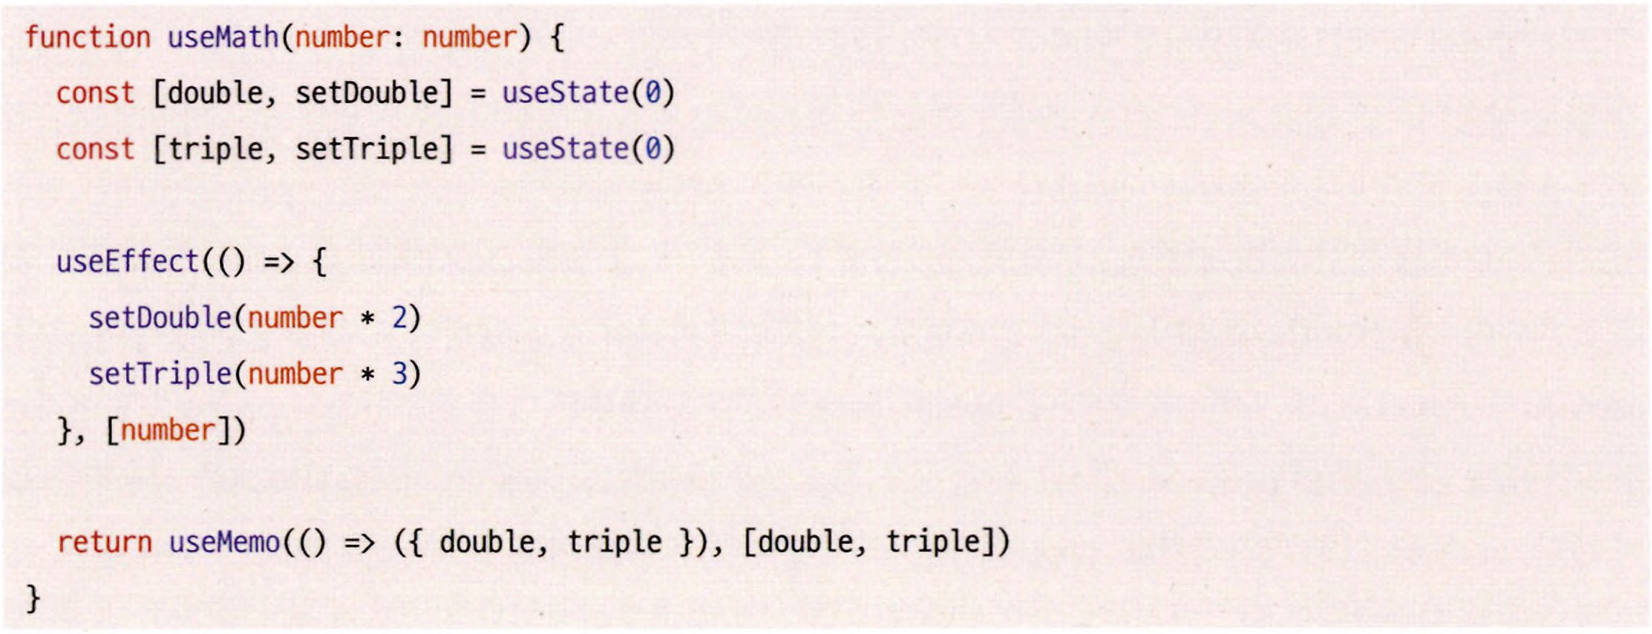 function useMath(number: number) {
  const [double, setDouble] = useState(0)
  const [triple, setTriple] = useState(0)

  useEffect(() => {
    setDouble(number * 2)
    setTriple(number * 3)
  }, [number])

  return useMemo(() => ({ double, triple }), [double, triple])
}